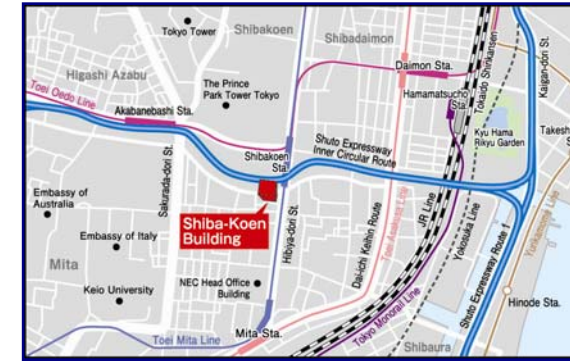 Tokyo Tower
Shibakoen
Shibadaimon
Tokaido Shinkansen
Kaigan-dori St.
Higashi Azabu
Daimon Sta.
The Prince
Park Tower Tokyo
Hamamatsucho
Sta.
Toei Oedo Line
Akabanebashi Sta.
Kyu Hama
Rikyu Garden
Takesh
S
Shibakoen
Sta.
Shuto Expressway
Inner Circular Route
Sakurada-dori St.
Embassy of
Australia
Shiba-Koen
Building
Hibiya-dori St.
Dai-ichi Keihin Route
Toei Asakusa Line
JR Line
Yokosuka Line
Shuto Expressway Route 1
Yurikamome Line
Embassy of Italy
Mita
Keio University
NEC Head Office
Building
Tokyo Monorail Line
Hinode Sta.
Toei Mita Line
Mita Sta.
Shibaura